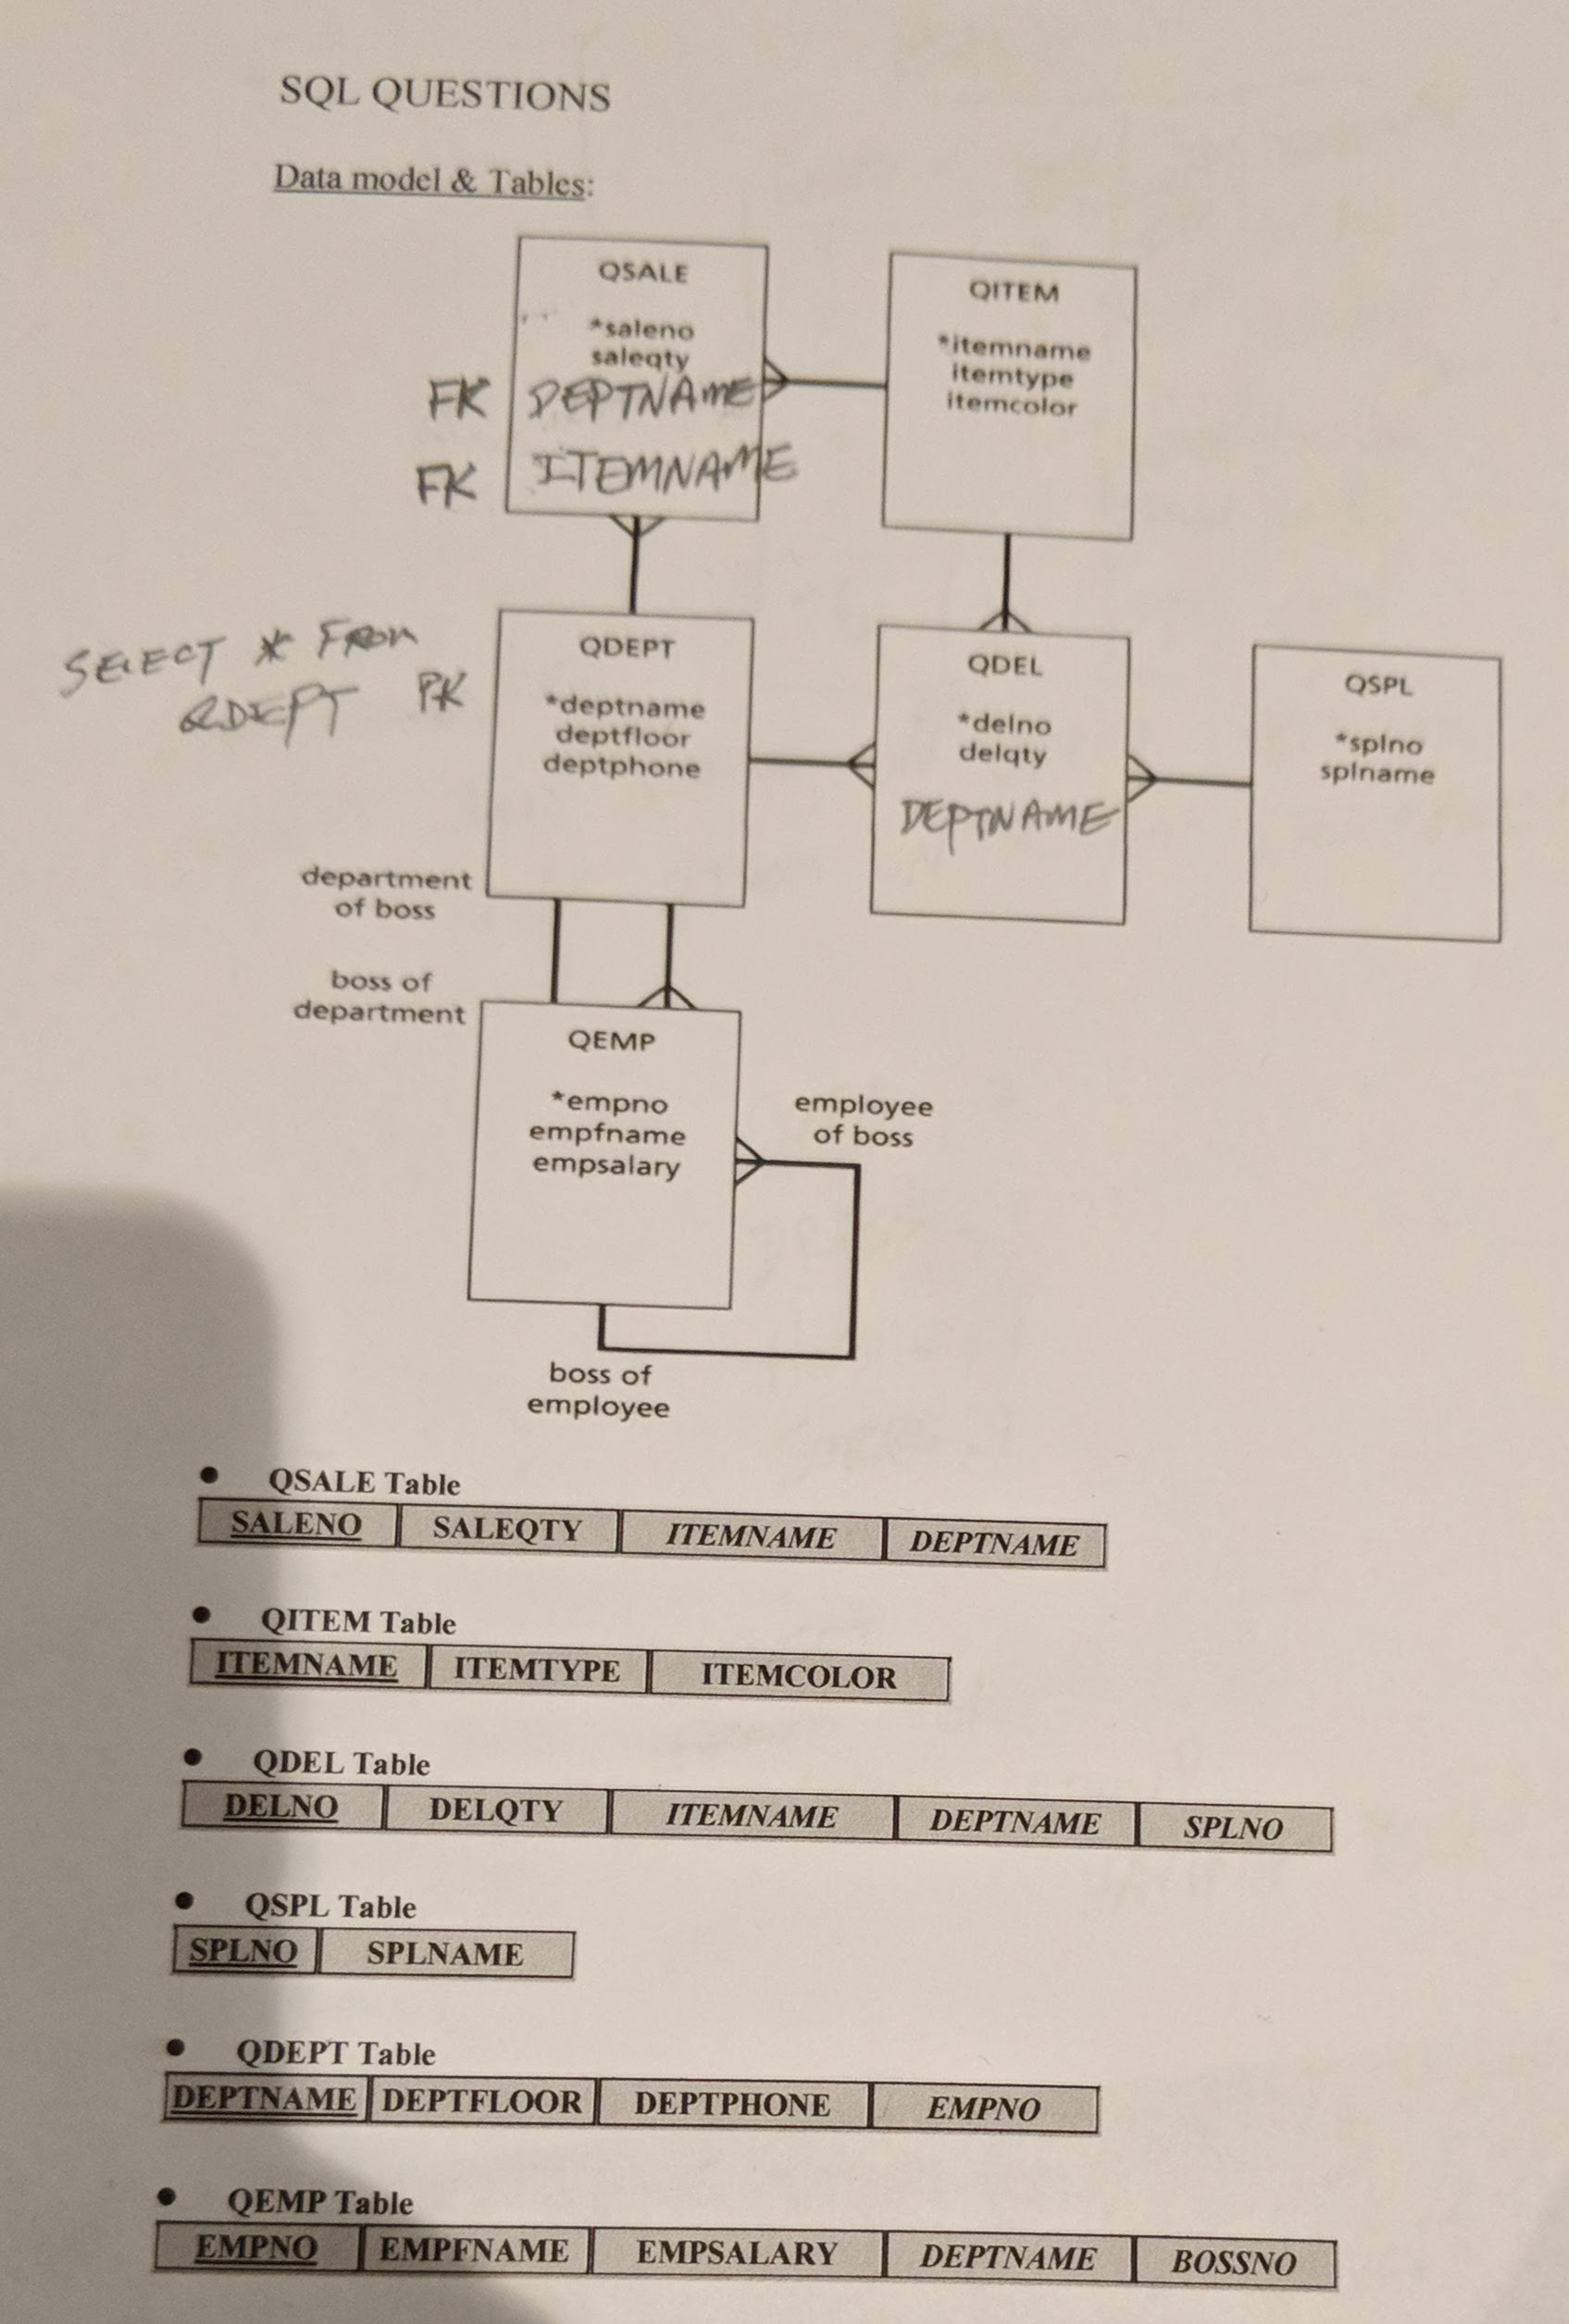 SQL QUESTIONS
Data model & Tables:
QSALE
*saleno
saleqty
FK DEPTNAME
FK ITEMNAME
QITEM
*itemname
itemtype
itemcolor
SELECT * FROM
QDEPT PK
QDEPT
*deptname
deptfloor
deptphone
QDEL
*delno
delqty
DEPTNAME
QSPL
*splno
splname
department
of boss
boss of
department
QEMP
*empno
empfname
empsalary
employee
of boss
boss of
employee
• QSALE Table
SALENO SALEQTY ITEMNAME DEPTNAME
• QITEM Table
ITEMNAME ITEMTYPE ITEMCOLOR
• QDEL Table
DELNO DELQTY ITEMNAME DEPTNAME SPLNO
• QSPL Table
SPLNO SPLNAME
• QDEPT Table
DEPTNAME DEPTFLOOR DEPTPHONE EMPNO
• QEMP Table
EMPNO EMPFNAME EMPSALARY DEPTNAME BOSSNO